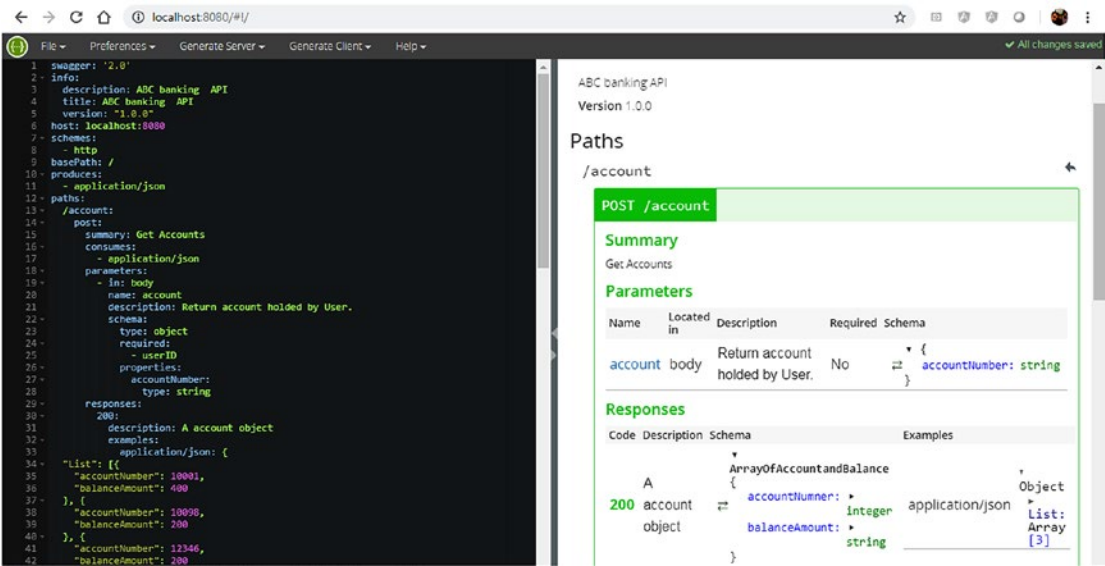 localhost:8080/#!/
File Preferences Generate Server Generate Client Help
✔ All changes saved
1 swagger: '2.0'
2 info:
3 description: ABC banking API
4 title: ABC banking API
5 version: "1.0.0"
6 host: localhost:8080
7 schemes:
8 - http
9 basePath: /
10 produces:
11 - application/json
12 paths:
13 /account:
14 post:
15 summary: Get Accounts
16 consumes:
17 - application/json
18 parameters:
19 - in: body
20 name: account
21 description: Return account holded by User.
22 schema:
23 type: object
24 required:
25 - userID
26 properties:
27 accountNumber:
28 type: string
29 responses:
30 200:
31 description: A account object
32 examples:
33 application/json: {
34 "List": [{
35 "accountNumber": 10001,
36 "balanceAmount": 400
37 }, {
38 "accountNumber": 10098,
39 "balanceAmount": 200
40 }, {
41 "accountNumber": 12346,
42 "balanceAmount": 200
ABC banking API
Version 1.0.0
Paths
/account
POST /account
Summary
Get Accounts
Parameters
Name Located in Description Required Schema
account body Return account holded by User. No ⇄ {
accountNumber: string
}
Responses
Code Description Schema Examples
200 A account object ⇄ ArrayOfAccountandBalance
{
accountNumner: integer
balanceAmount: string
}
application/json
Object
List:
Array
[3]